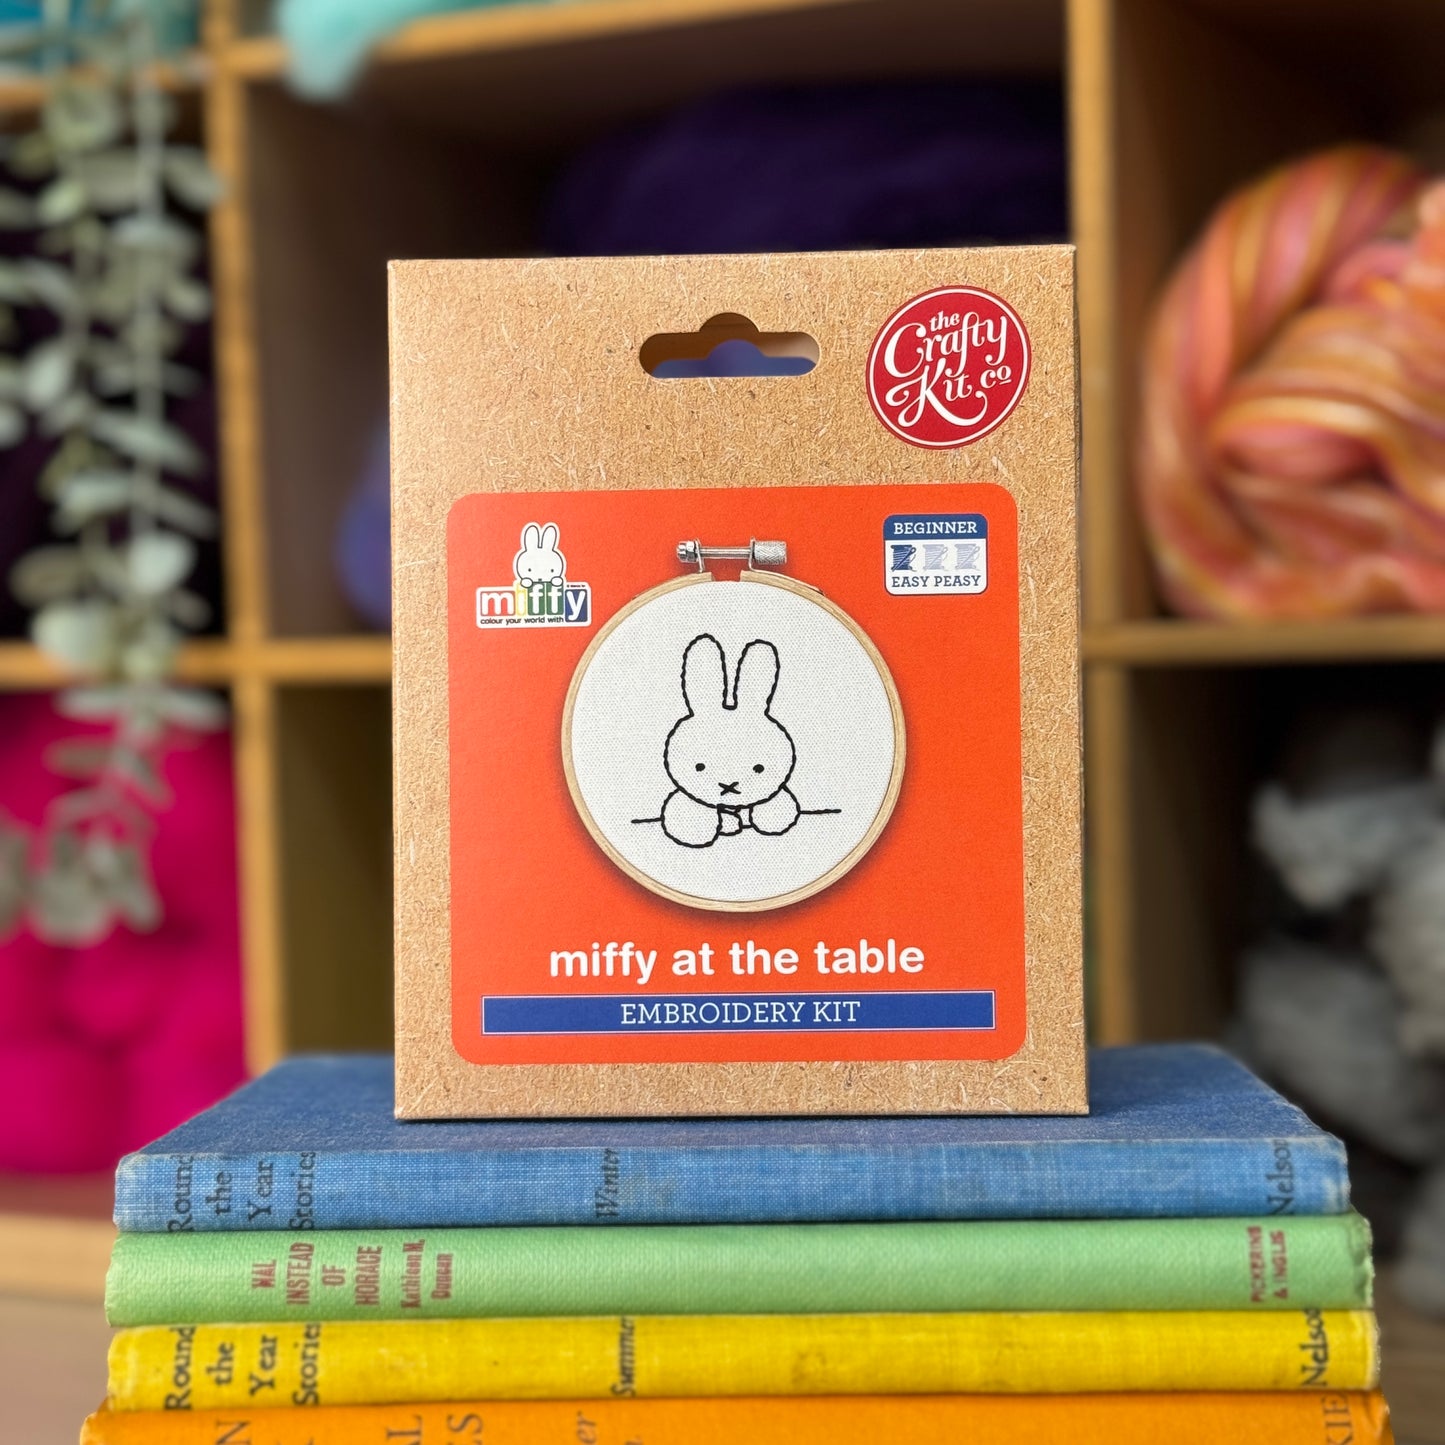 the
Crafty
Kit Co
BEGINNER
EASY PEASY
miffy
colour your world with
miffy at the table
EMBROIDERY KIT
Round
the
Year
Stories
Winter
Nelson
MAL
INSTEAD
OF
HORACE
Kathleen M.
Duncan
PICKERING
& INGLIS
Round
the
Year
Stories
Summer
Nelson